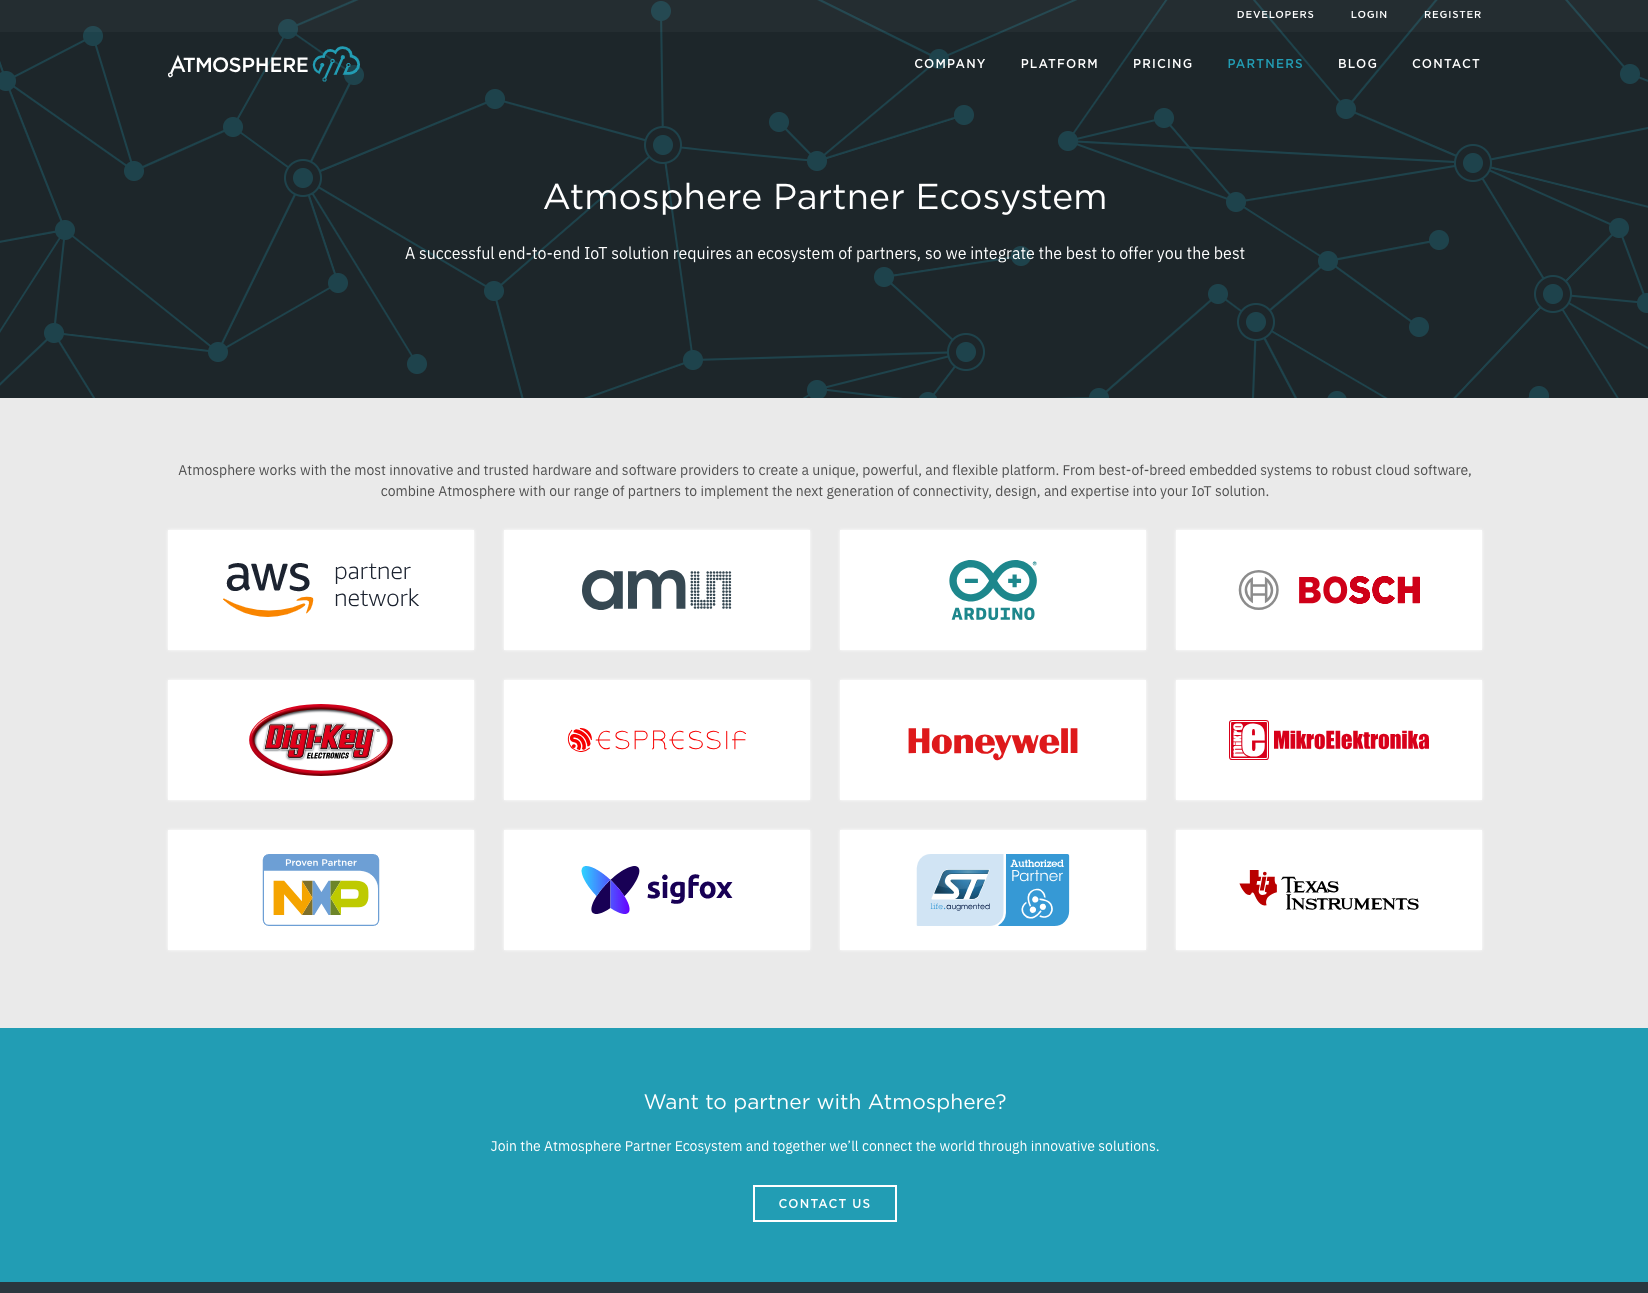 DEVELOPERS LOGIN REGISTER
ATMOSPHERE
COMPANY PLATFORM PRICING PARTNERS BLOG CONTACT
Atmosphere Partner Ecosystem
A successful end-to-end IoT solution requires an ecosystem of partners, so we integrate the best to offer you the best
Atmosphere works with the most innovative and trusted hardware and software providers to create a unique, powerful, and flexible platform. From best-of-breed embedded systems to robust cloud software,
combine Atmosphere with our range of partners to implement the next generation of connectivity, design, and expertise into your IoT solution.
aws partner
network
amu
ARDUINO
BOSCH
Digi-Key
ELECTRONICS
ESPRESSIF
Honeywell
MIKRO e MikroElektronika
Proven Partner
NXP
sigfox
ST
life.augmented
Authorized
Partner
TEXAS
INSTRUMENTS
Want to partner with Atmosphere?
Join the Atmosphere Partner Ecosystem and together we'll connect the world through innovative solutions.
CONTACT US